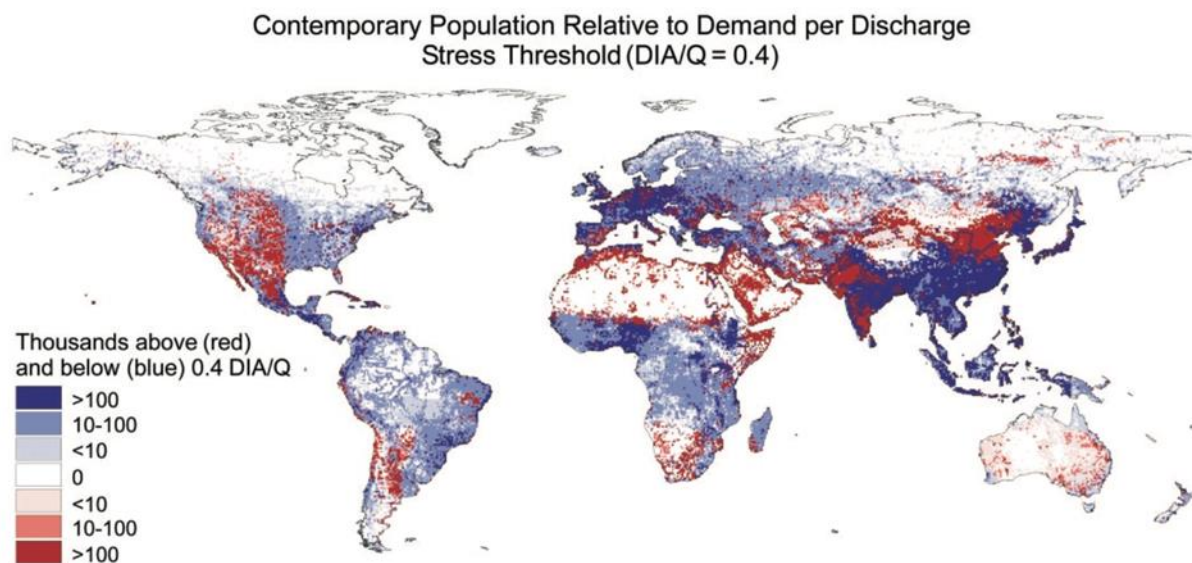 Contemporary Population Relative to Demand per Discharge
Stress Threshold (DIA/Q = 0.4)
Thousands above (red)
and below (blue) 0.4 DIA/Q
>100
10-100
<10
0
<10
10-100
>100